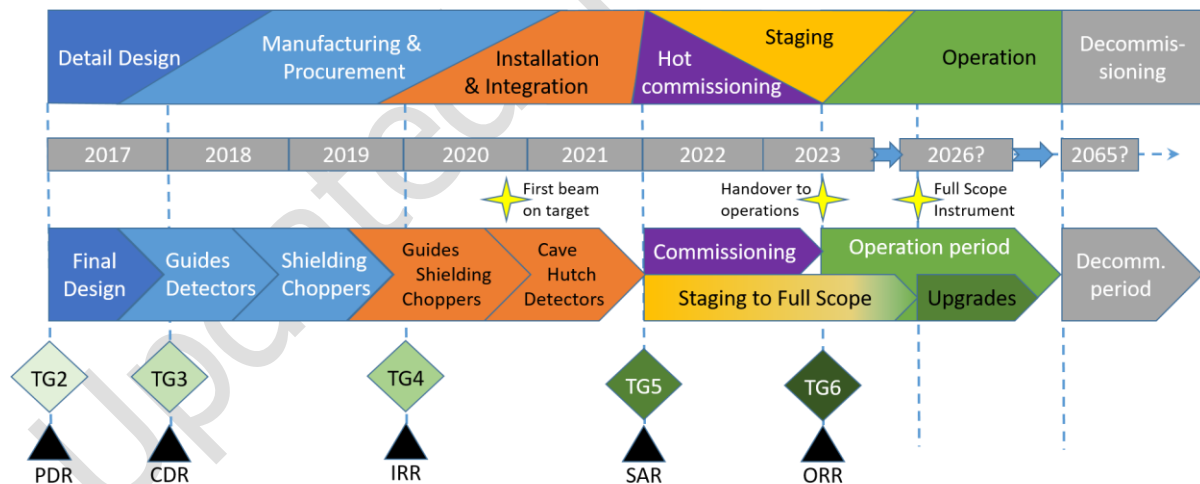 Detail Design
Manufacturing &
Procurement
Installation
& Integration
Hot
commissioning
Staging
Operation
Decommis-
sioning
2017
2018
2019
2020
2021
2022
2023
2026?
2065?
First beam
on target
Handover to
operations
Full Scope
Instrument
Final
Design
Guides
Detectors
Shielding
Choppers
Guides
Shielding
Choppers
Cave
Hutch
Detectors
Commissioning
Operation period
Staging to Full Scope
Upgrades
Decomm.
period
TG2
TG3
TG4
TG5
TG6
PDR
CDR
IRR
SAR
ORR
Updated